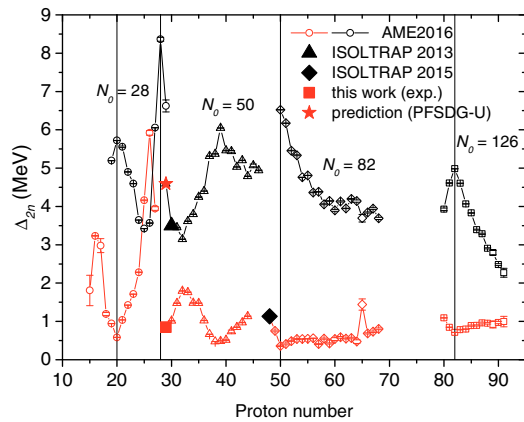 AME2016
ISOLTRAP 2013
ISOLTRAP 2015
this work (exp.)
prediction (PFSDG-U)
N0 = 28
N0 = 50
N0 = 82
N0 = 126
9
8
7
6
5
4
3
2
1
0
Δ2n (MeV)
10 20 30 40 50 60 70 80 90
Proton number